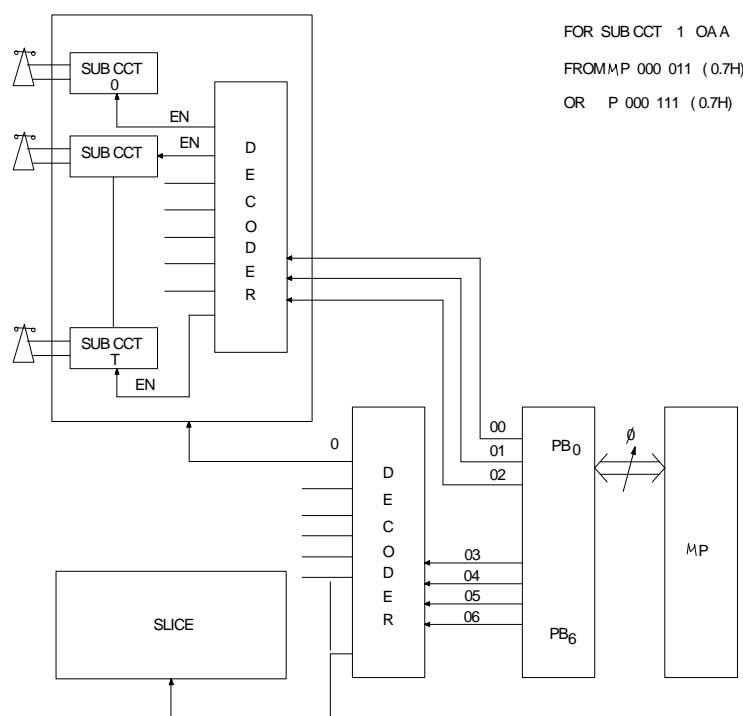 FOR SUB CCT 1 OA A
FROM MP 000 011 ( 0.7H)
OR P 000 111 ( 0.7H)
SUB CCT
0
EN
SUB CCT
EN
D
E
C
O
D
E
R
SUB CCT
T
EN
0
D
E
C
O
D
E
R
00
01
02
03
04
05
06
PB0
PB6
Ø
MP
SLICE